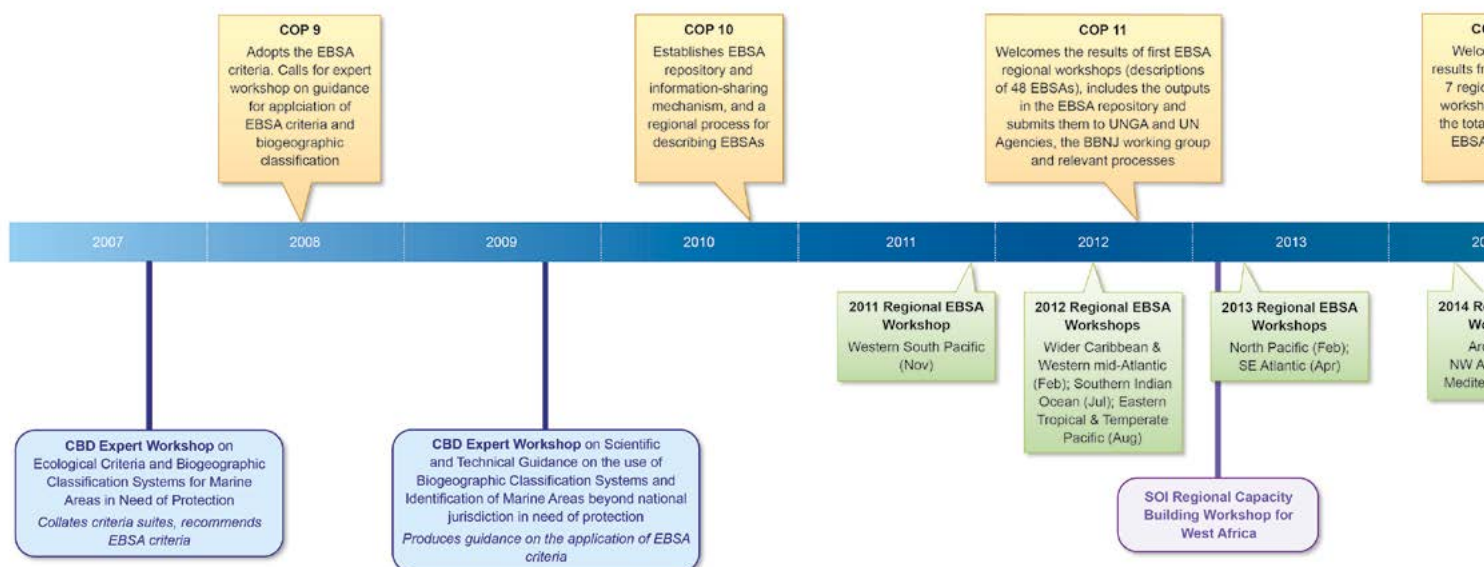 COP 9
Adopts the EBSA
criteria. Calls for expert
workshop on guidance
for applciation of
EBSA criteria and
biogeographic
classification
COP 10
Establishes EBSA
repository and
information-sharing
mechanism, and a
regional process for
describing EBSAs
COP 11
Welcomes the results of first EBSA
regional workshops (descriptions
of 48 EBSAs), includes the outputs
in the EBSA repository and
submits them to UNGA and UN
Agencies, the BBNJ working group
and relevant processes
results
7
the total
2007
2008
2009
2010
2011
2012
2013
2011 Regional EBSA
Workshop
Western South Pacific
(Nov)
2012 Regional EBSA
Workshops
Wider Caribbean &
Western mid-Atlantic
(Feb); Southern Indian
Ocean (Jul); Eastern
Tropical & Temperate
Pacific (Aug)
2013 Regional EBSA
Workshops
North Pacific (Feb);
SE Atlantic (Apr)
2014
NW
CBD Expert Workshop on
Ecological Criteria and Biogeographic
Classification Systems for Marine
Areas in Need of Protection
Collates criteria suites, recommends
EBSA criteria
CBD Expert Workshop on Scientific
and Technical Guidance on the use of
Biogeographic Classification Systems and
Identification of Marine Areas beyond national
jurisdiction in need of protection
Produces guidance on the application of EBSA
criteria
SOI Regional Capacity
Building Workshop for
West Africa